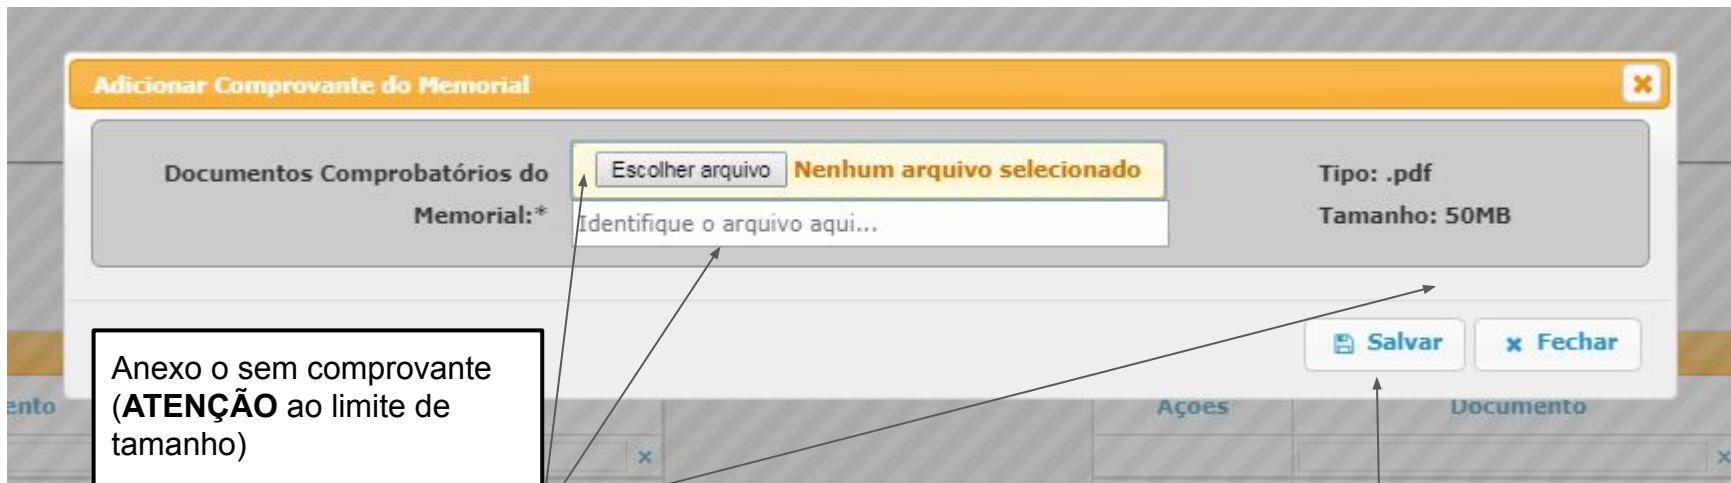 Adicionar Comprovante do Memorial
Documentos Comprobatórios do
Memorial:*
Escolher arquivo Nenhum arquivo selecionado
Identifique o arquivo aqui...
Tipo: .pdf
Tamanho: 50MB
Salvar
x Fechar
Anexo o sem comprovante
(ATENÇÃO ao limite de
tamanho)
ento
Ações
Documento